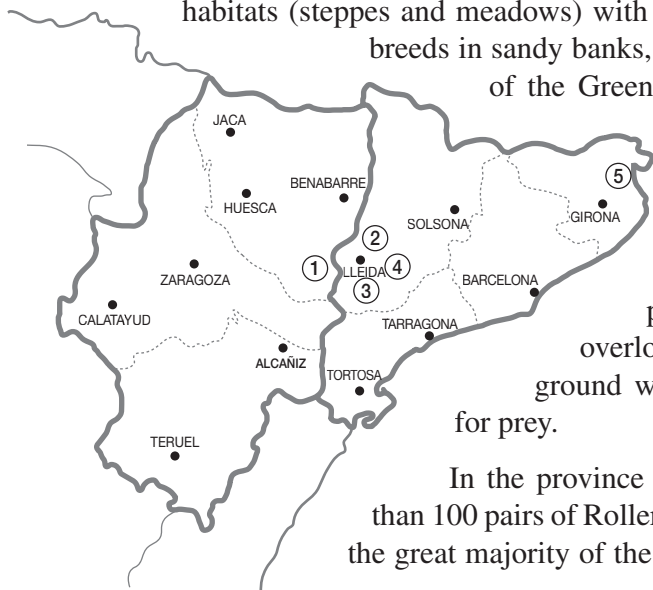 habitats (steppes and meadows) with
breeds in sandy banks,
of the Green
JACA
BENABARRE
HUESCA
SOLSONA
5
GIRONA
2
1
LLEIDA
4
3
ZARAGOZA
BARCELONA
CALATAYUD
TARRAGONA
ALCAÑIZ
TORTOSA
ground w
for prey.
TERUEL
In the province
than 100 pairs of Roller
the great majority of the